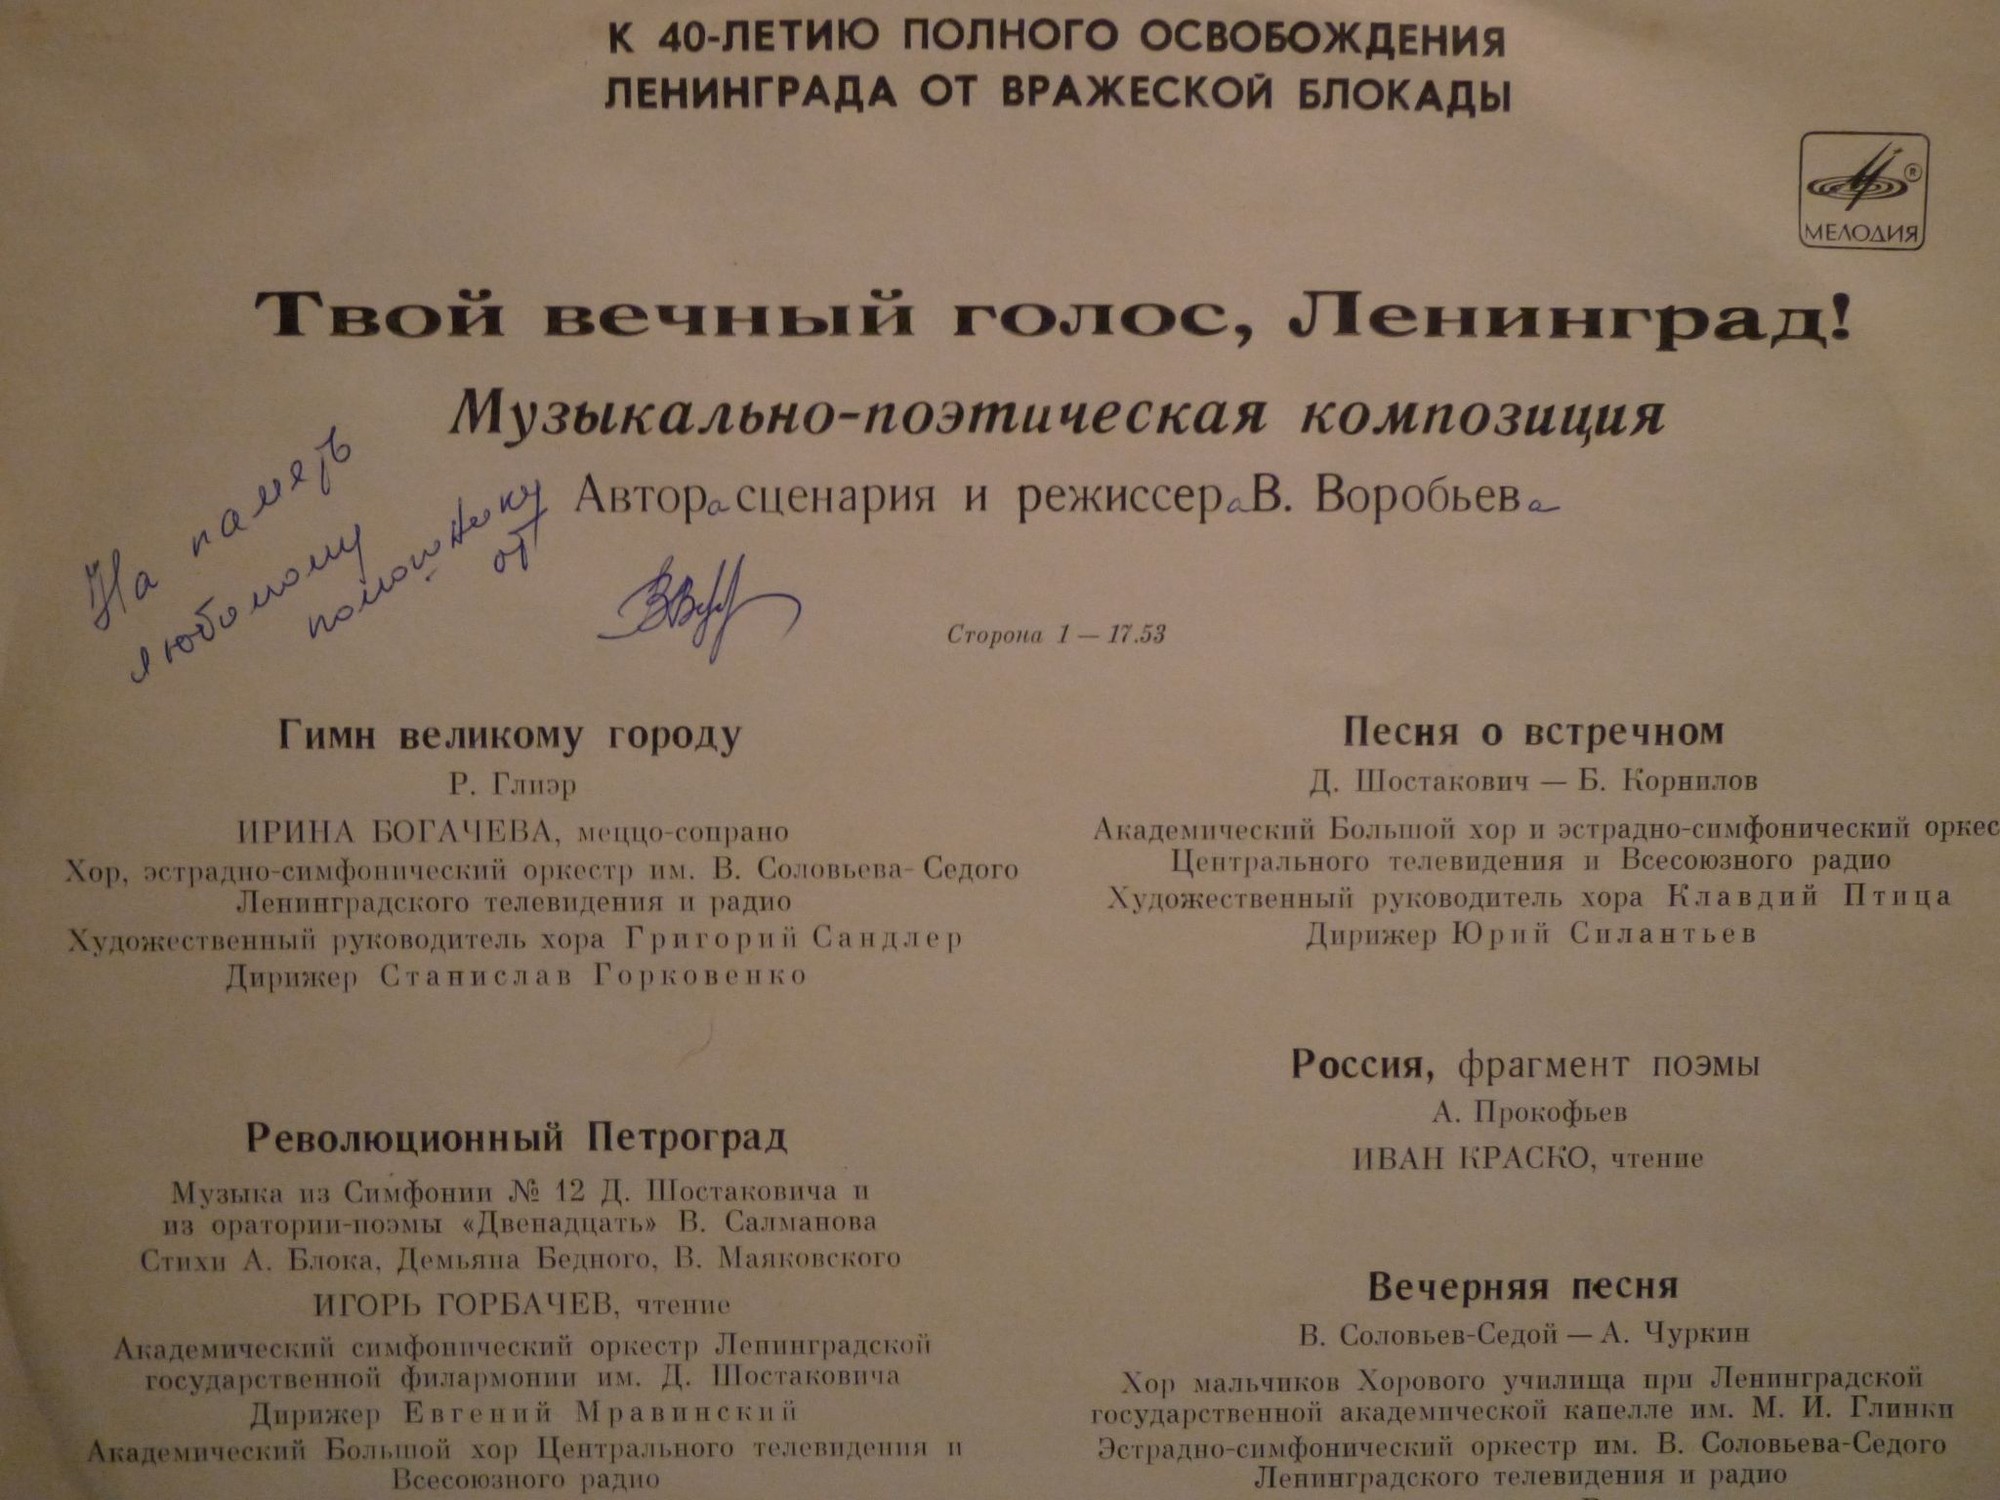 К 40-ЛЕТИЮ ПОЛНОГО ОСВОБОЖДЕНИЯ
ЛЕНИНГРАДА ОТ ВРАЖЕСКОЙ БЛОКАДЫ
®
МЕЛОДИЯ
Твой вечный голос, Ленинград!
Музыкально-поэтическая композиция
Автора сценария и режиссера В. Воробьева
На память
любимому
помошнику
от
Сторона 1 — 17.53
Гимн великому городу
Р. Глиэр
ИРИНА БОГАЧЕВА, меццо-сопрано
Хор, эстрадно-симфонический оркестр им. В. Соловьева-Седого
Ленинградского телевидения и радио
Художественный руководитель хора Григорий Сандлер
Дирижер Станислав Горковенко
Революционный Петроград
Музыка из Симфонии № 12 Д. Шостаковича и
из оратории-поэмы «Двенадцать» В. Салманова
Стихи А. Блока, Демьяна Бедного, В. Маяковского
ИГОРЬ ГОРБАЧЕВ, чтение
Академический симфонический оркестр Ленинградской
государственной филармонии им. Д. Шостаковича
Дирижер Евгений Мравинский
Академический Большой хор Центрального телевидения и
Всесоюзного радио
Песня о встречном
Д. Шостакович — Б. Корнилов
Академический Большой хор и эстрадно-симфонический оркес
Центрального телевидения и Всесоюзного радио
Художественный руководитель хора Клавдий Птица
Дирижер Юрий Силантьев
Россия, фрагмент поэмы
А. Прокофьев
ИВАН КРАСКО, чтение
Вечерняя песня
В. Соловьев-Седой — А. Чуркин
Хор мальчиков Хорового училища при Ленинградской
государственной академической капелле им. М. И. Глинки
Эстрадно-симфонический оркестр им. В. Соловьева-Седого
Ленинградского телевидения и радио